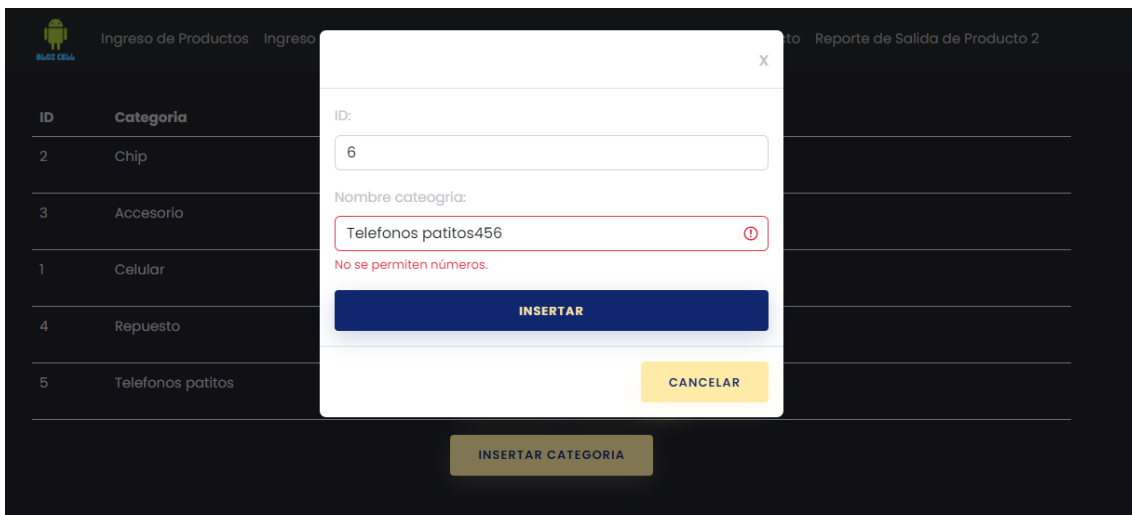 BLOI CELL
Ingreso de Productos Ingreso to Reporte de Salida de Producto 2
X
ID Categoria
2 Chip
3 Accesorio
1 Celular
4 Repuesto
5 Telefonos patitos
ID:
6
Nombre cateogria:
Telefonos patitos456
No se permiten números.
INSERTAR
CANCELAR
INSERTAR CATEGORIA